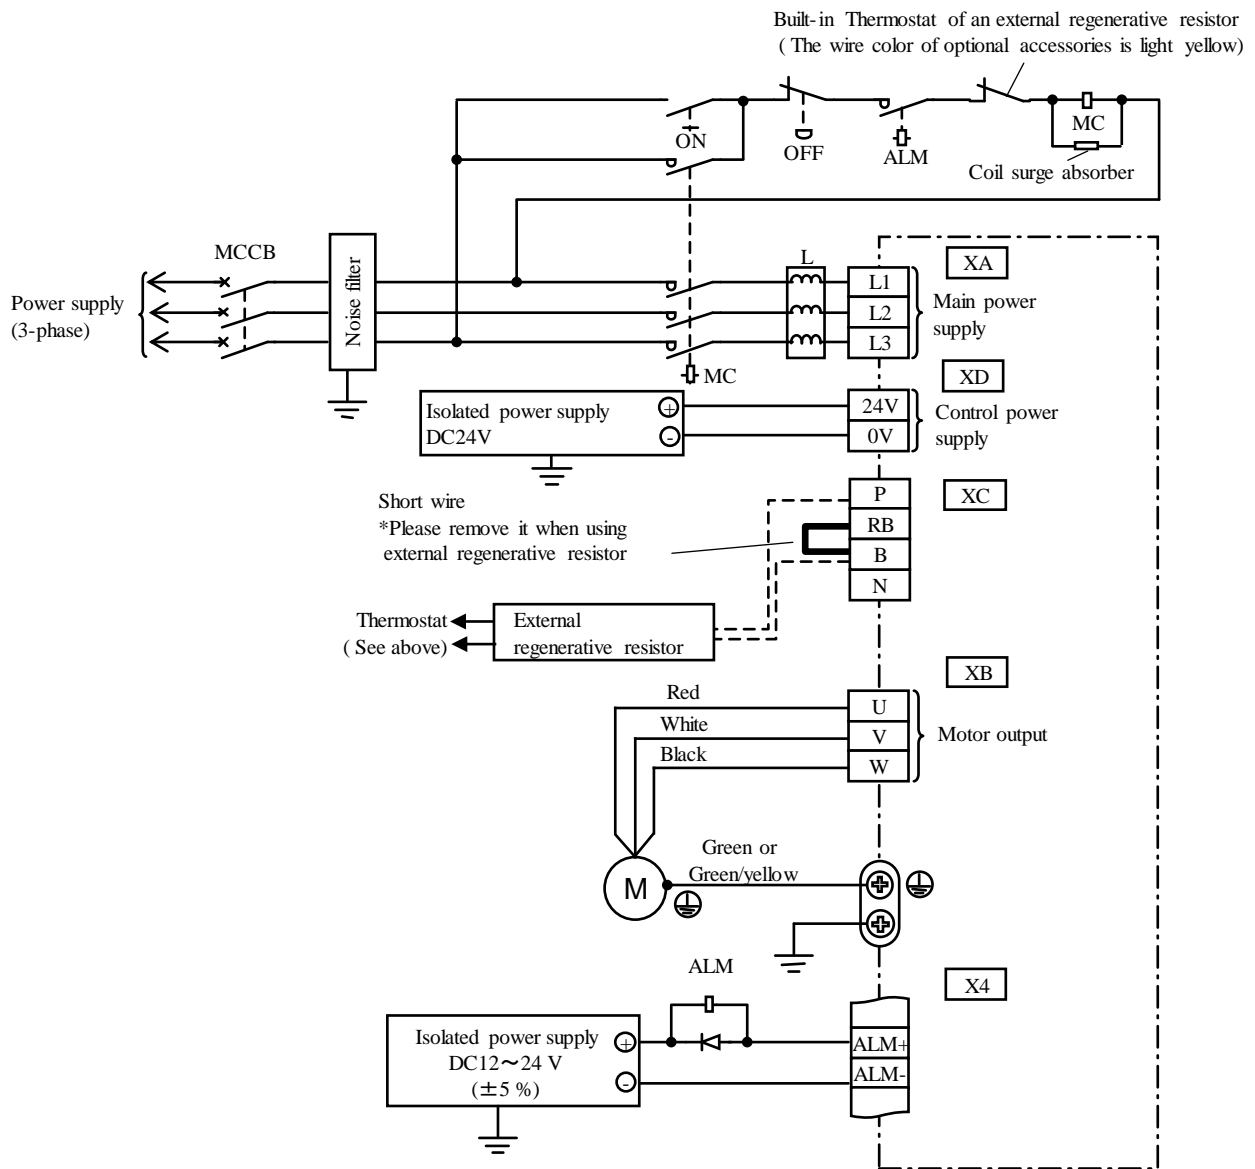 Built-in Thermostat of an external regenerative resistor
( The wire color of optional accessories is light yellow)
ON
OFF
ALM
MC
Coil surge absorber
MCCB
Noise filter
L
XA
Power supply
(3-phase)
L1
L2
L3
Main power
supply
MC
XD
Isolated power supply
DC24V
+
-
24V
0V
Control power
supply
Short wire
*Please remove it when using
external regenerative resistor
P
RB
B
N
XC
Thermostat
( See above)
External
regenerative resistor
XB
Red
White
Black
U
V
W
Motor output
Green or
Green/yellow
M
ALM
X4
Isolated power supply
DC12～24 V
(±5 %)
+
-
ALM+
ALM-